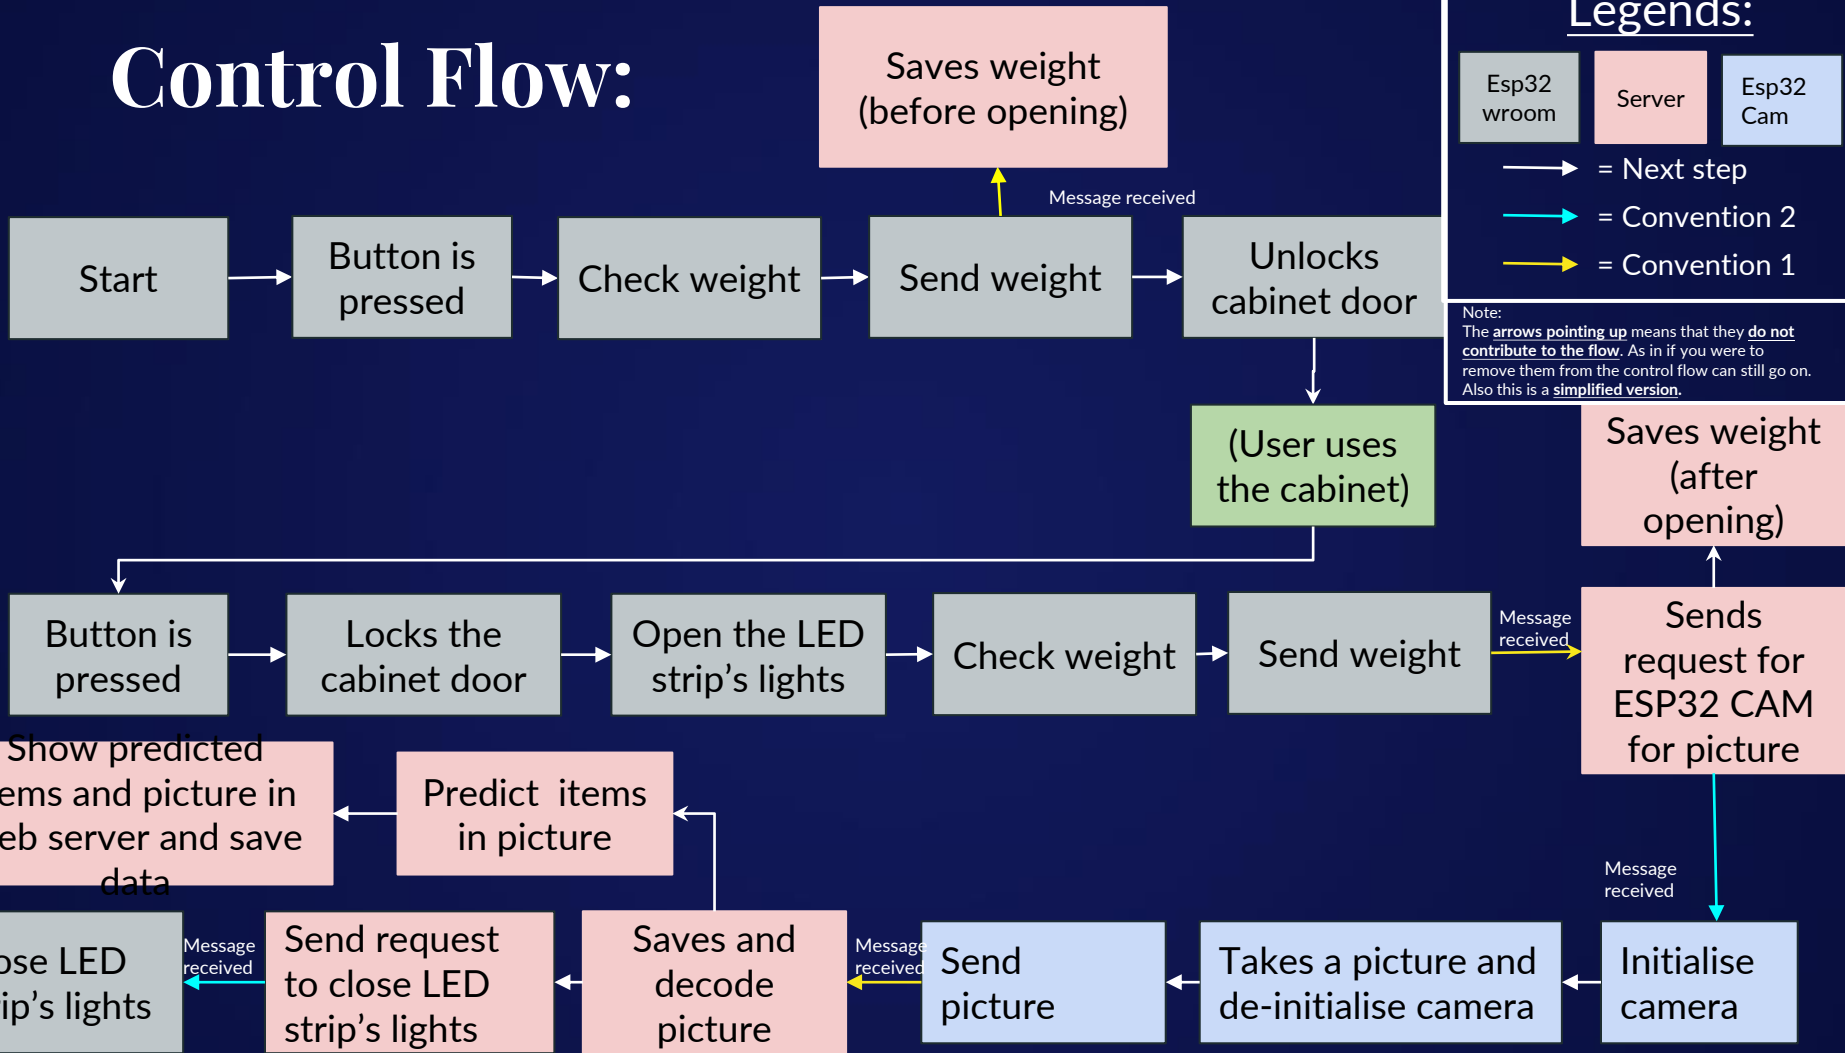 Control Flow:
Saves weight
(before opening)
Legends:
Esp32
wroom
Server
Esp32
Cam
= Next step
= Convention 2
= Convention 1
Message received
Start
Button is
pressed
Check weight
Send weight
Unlocks
cabinet door
Note:
The arrows pointing up means that they do not
contribute to the flow. As in if you were to
remove them from the control flow can still go on.
Also this is a simplified version.
(User uses
the cabinet)
Saves weight
(after
opening)
Button is
pressed
Locks the
cabinet door
Open the LED
strip’s lights
Check weight
Send weight
Message
received
Sends
request for
ESP32 CAM
for picture
Show predicted
ems and picture in
eb server and save
data
Predict  items
in picture
Message
received
ose LED
rip’s lights
Message
received
Send request
to close LED
strip’s lights
Saves and
decode
picture
Message
received
Send
picture
Takes a picture and
de-initialise camera
Initialise
camera